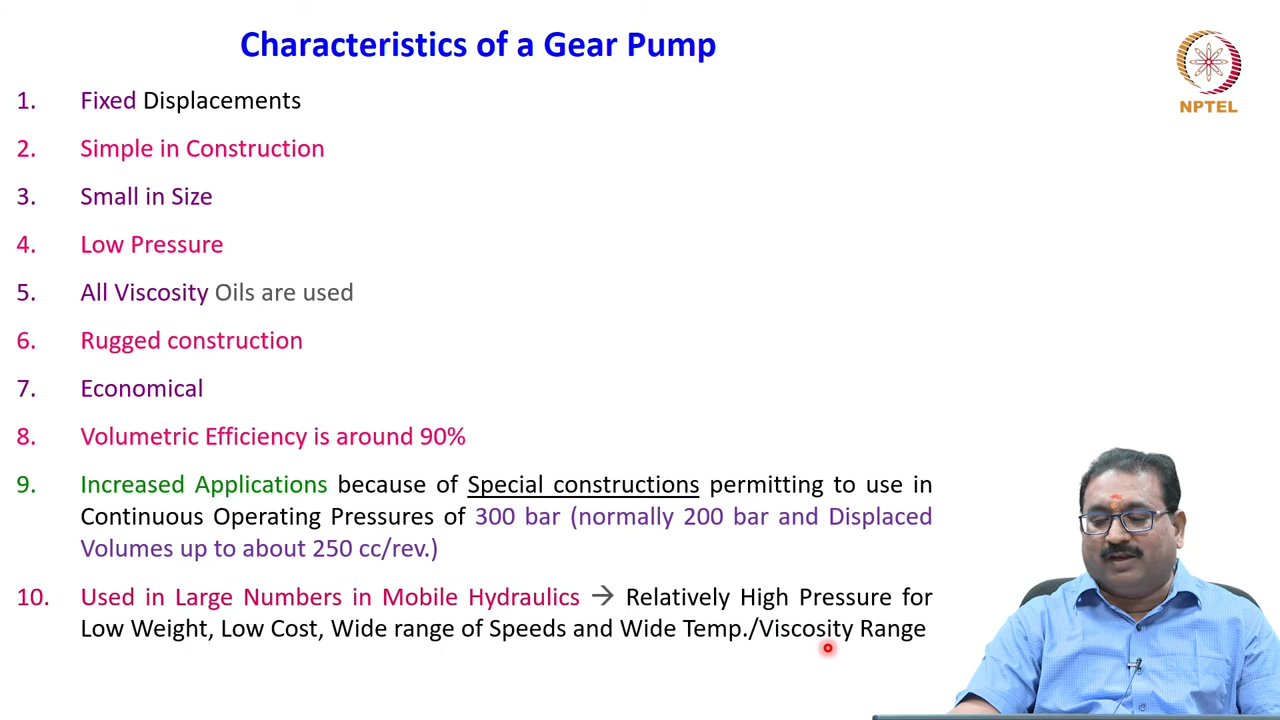 Characteristics of a Gear Pump
NPTEL
1. Fixed Displacements
2. Simple in Construction
3. Small in Size
4. Low Pressure
5. All Viscosity Oils are used
6. Rugged construction
7. Economical
8. Volumetric Efficiency is around 90%
9. Increased Applications because of Special constructions permitting to use in
Continuous Operating Pressures of 300 bar (normally 200 bar and Displaced
Volumes up to about 250 cc/rev.)
10. Used in Large Numbers in Mobile Hydraulics → Relatively High Pressure for
Low Weight, Low Cost, Wide range of Speeds and Wide Temp./Viscosity Range